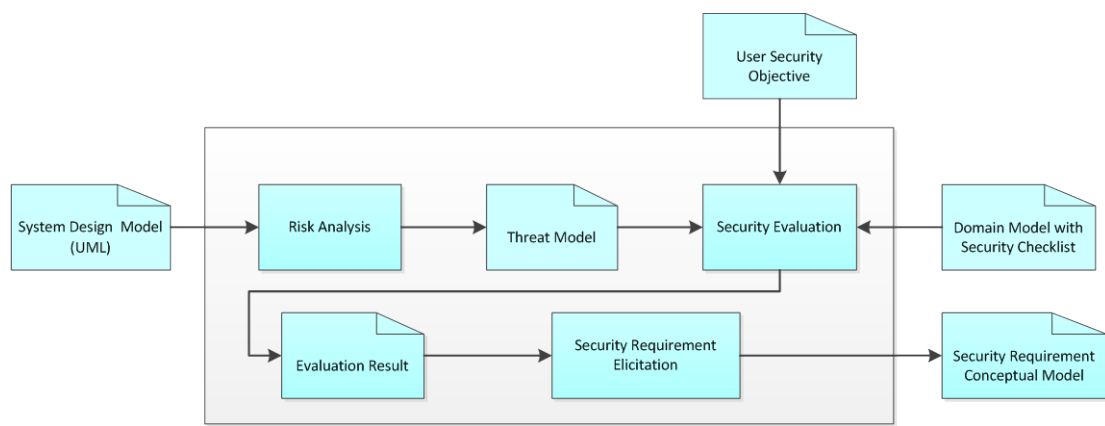 User Security
Objective
System Design Model
(UML)
Risk Analysis
Threat Model
Security Evaluation
Domain Model with
Security Checklist
Evaluation Result
Security Requirement
Elicitation
Security Requirement
Conceptual Model